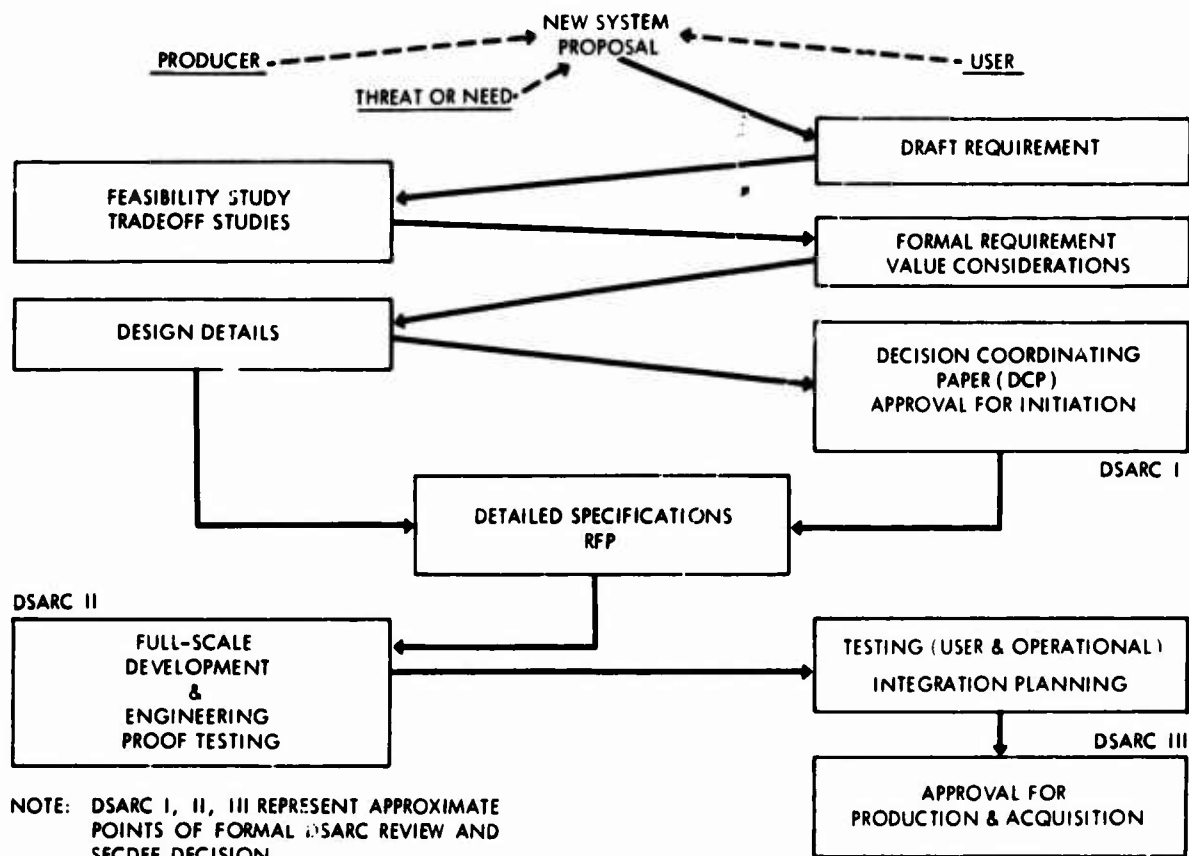 NEW SYSTEM
PROPOSAL
PRODUCER
USER
THREAT OR NEED
DRAFT REQUIREMENT
FEASIBILITY STUDY
TRADEOFF STUDIES
FORMAL REQUIREMENT
VALUE CONSIDERATIONS
DESIGN DETAILS
DECISION COORDINATING
PAPER (DCP)
APPROVAL FOR INITIATION
DSARC I
DETAILED SPECIFICATIONS
RFP
DSARC II
FULL-SCALE
DEVELOPMENT
&
ENGINEERING
PROOF TESTING
TESTING (USER & OPERATIONAL)
INTEGRATION PLANNING
DSARC III
APPROVAL FOR
PRODUCTION & ACQUISITION
NOTE: DSARC I, II, III REPRESENT APPROXIMATE
POINTS OF FORMAL DSARC REVIEW AND
SECDEF DECISION